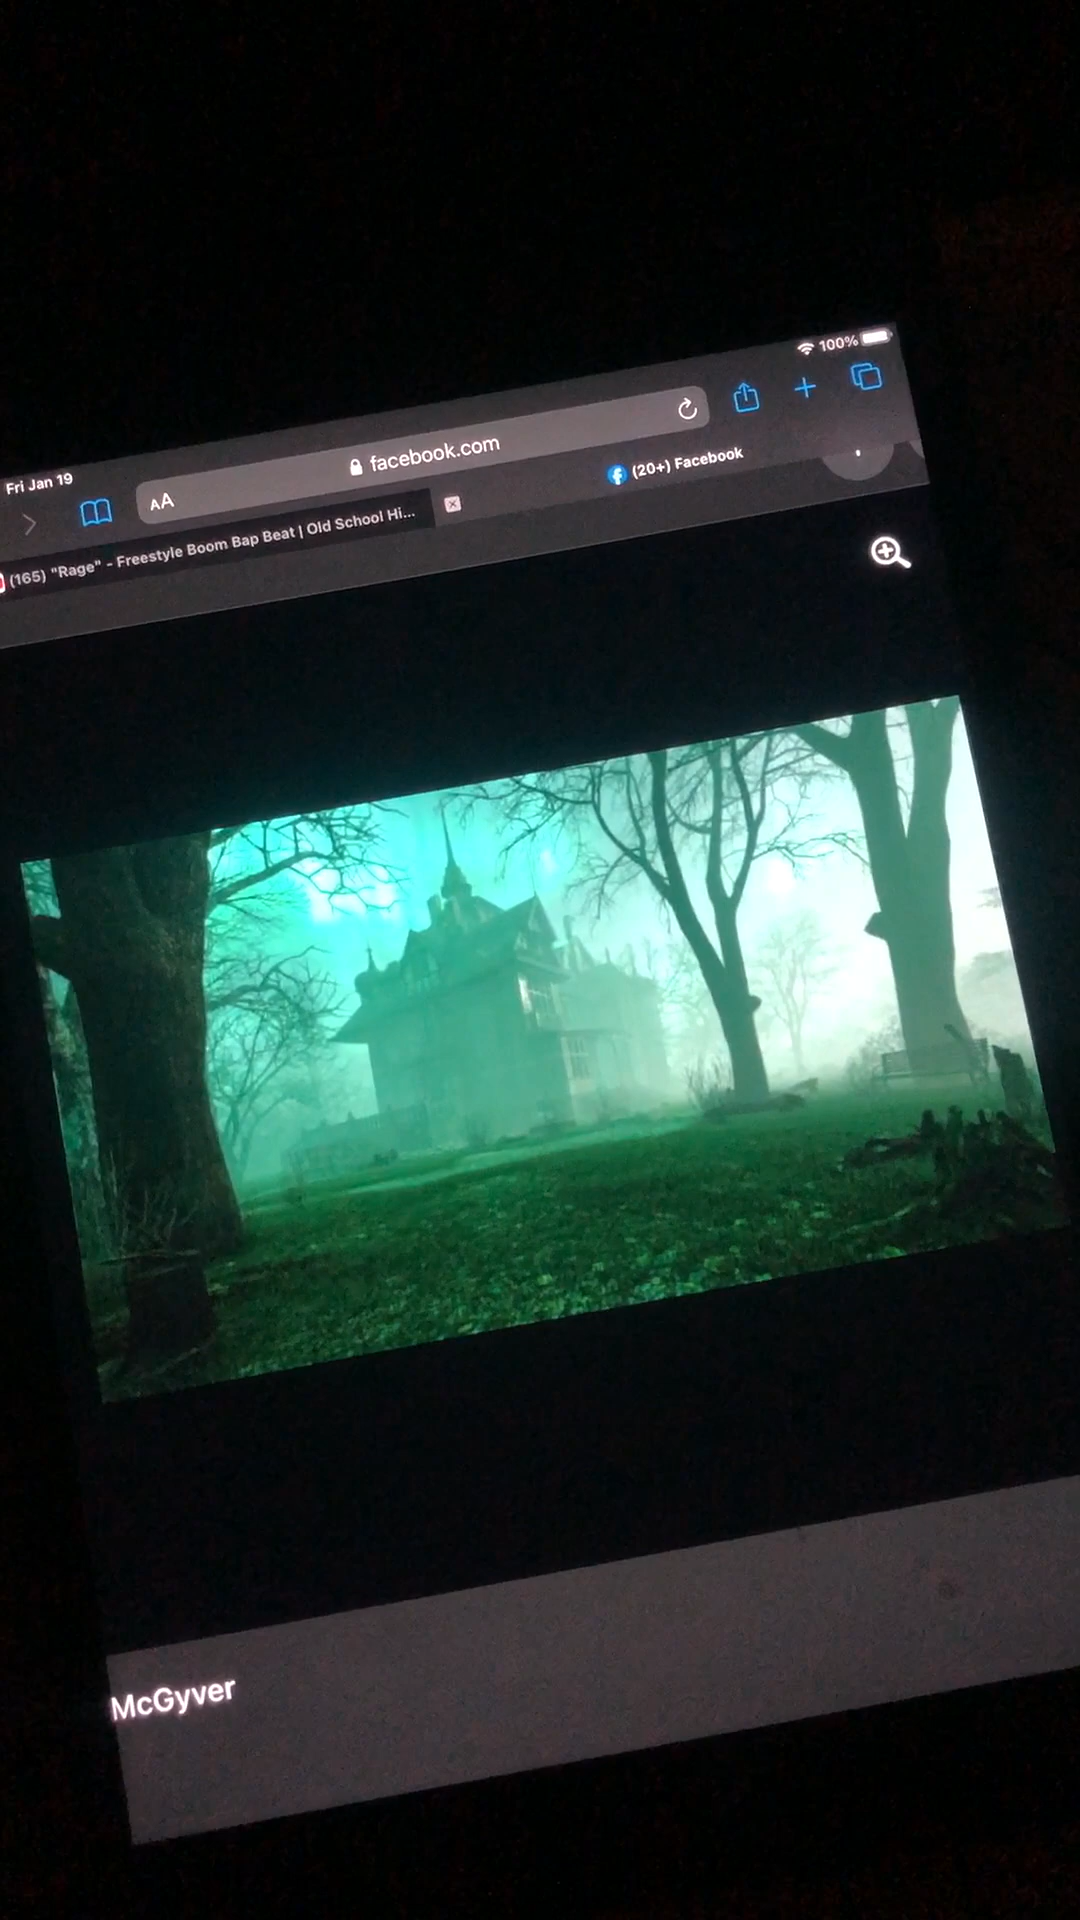 Fri Jan 19
100%
AA
facebook.com
(165) "Rage" - Freestyle Boom Bap Beat | Old School Hi...
(20+) Facebook
McGyver